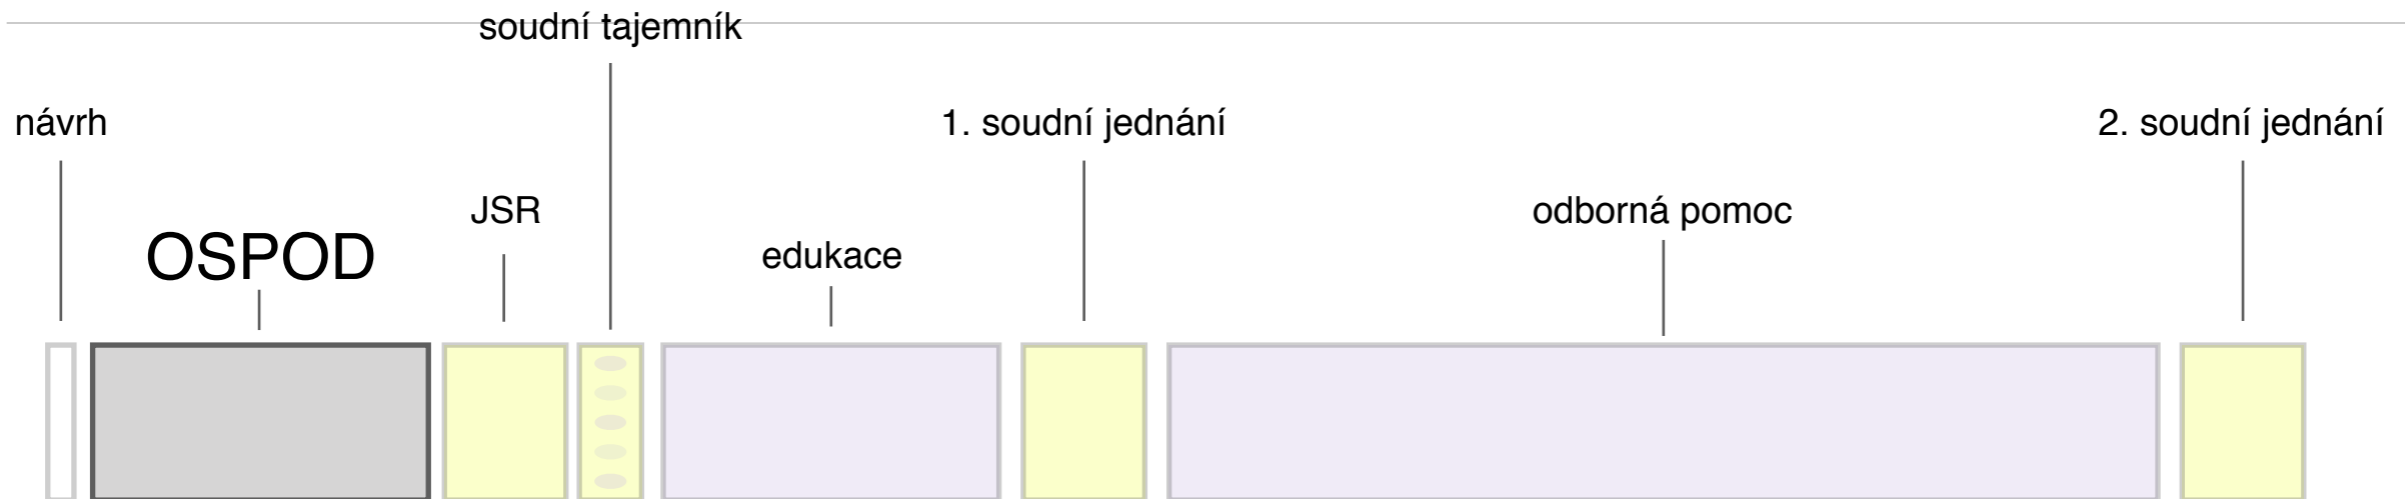 soudní tajemník
návrh
1. soudní jednání
2. soudní jednání
JSR
odborná pomoc
OSPOD
edukace